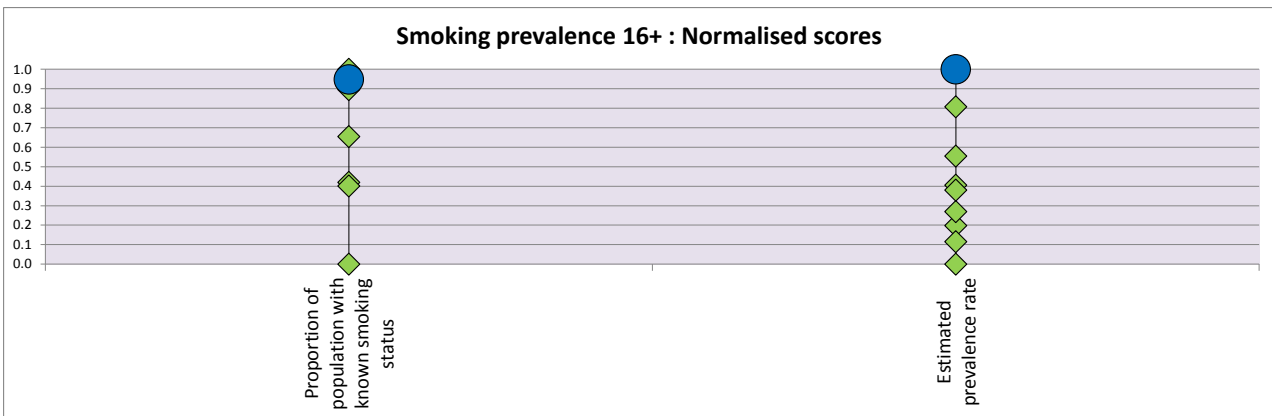 Smoking prevalence 16+ : Normalised scores
1.0
0.9
0.8
0.7
0.6
0.5
0.4
0.3
0.2
0.1
0.0
Proportion of
population with
known smoking
status
Estimated
prevalence rate